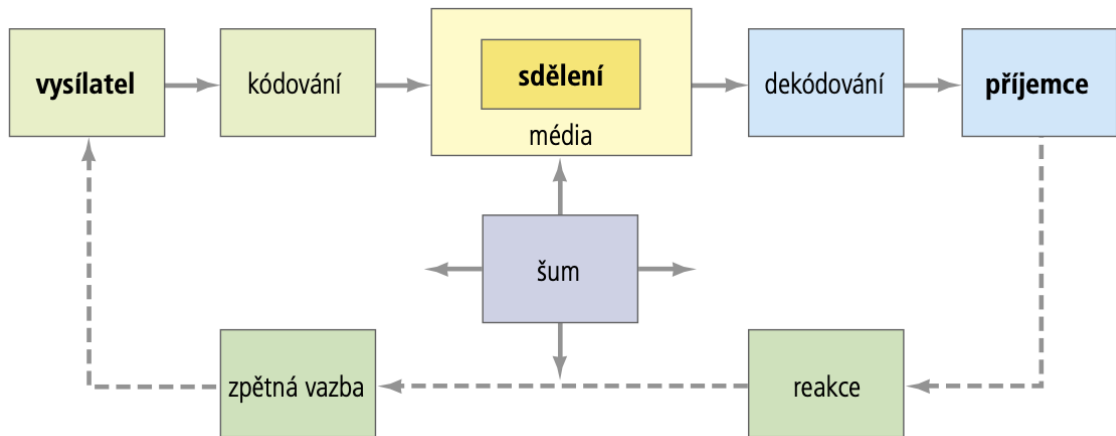 vysílatel
kódování
sdělení
média
dekódování
příjemce
šum
zpětná vazba
reakce